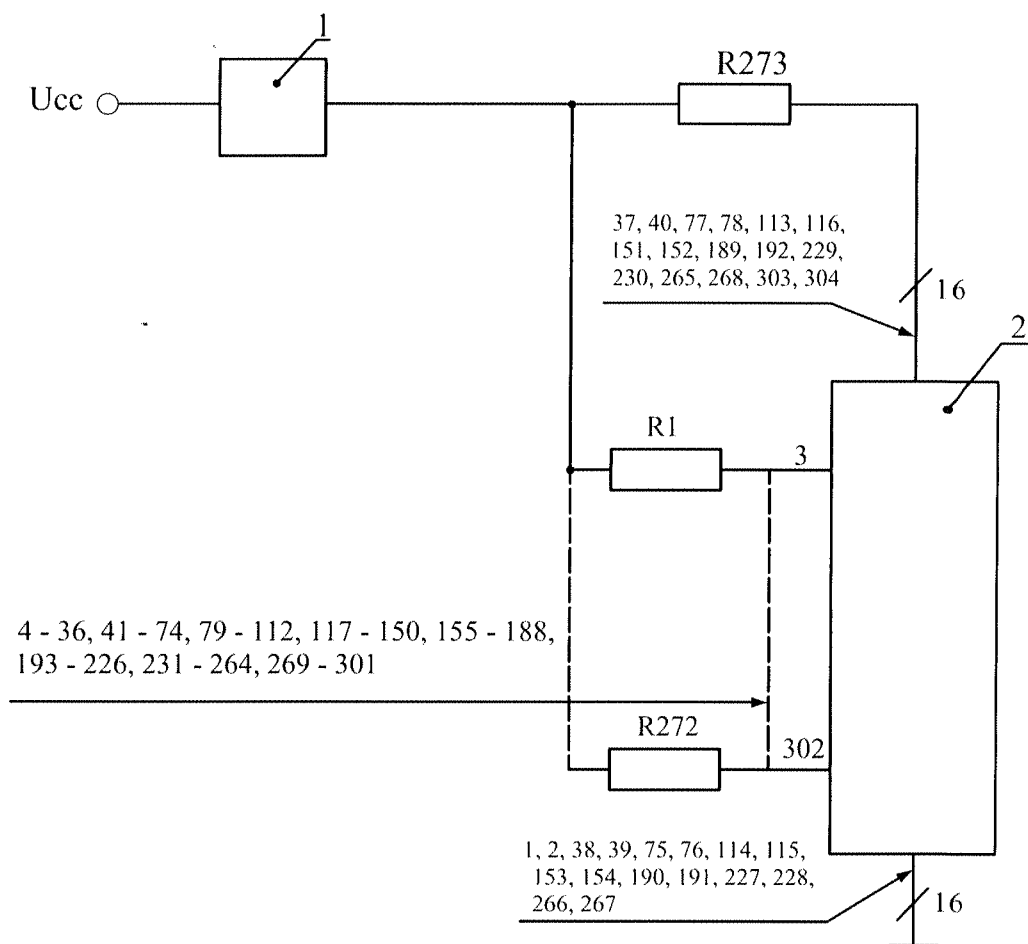 1
R273
Ucc
37, 40, 77, 78, 113, 116,
151, 152, 189, 192, 229,
230, 265, 268, 303, 304
16
2
R1
3
4 - 36, 41 - 74, 79 - 112, 117 - 150, 155 - 188,
193 - 226, 231 - 264, 269 - 301
R272
302
1, 2, 38, 39, 75, 76, 114, 115,
153, 154, 190, 191, 227, 228,
266, 267
16